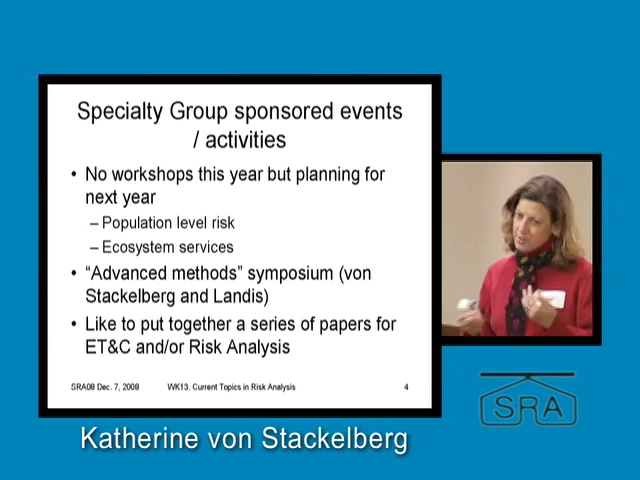 Specialty Group sponsored events
/ activities
• No workshops this year but planning for
next year
– Population level risk
– Ecosystem services
• “Advanced methods” symposium (von
Stackelberg and Landis)
• Like to put together a series of papers for
ET&C and/or Risk Analysis
SRA08 Dec. 7, 2008 WK13. Current Topics in Risk Analysis 4
SRA
Katherine von Stackelberg